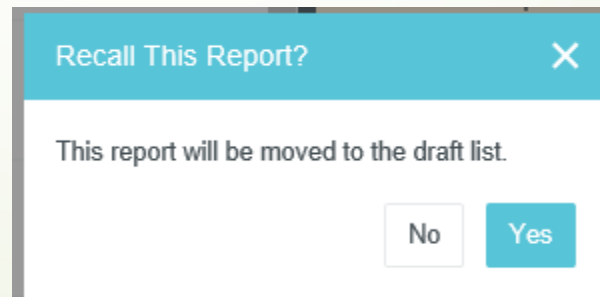 Recall This Report?
This report will be moved to the draft list.
No
Yes